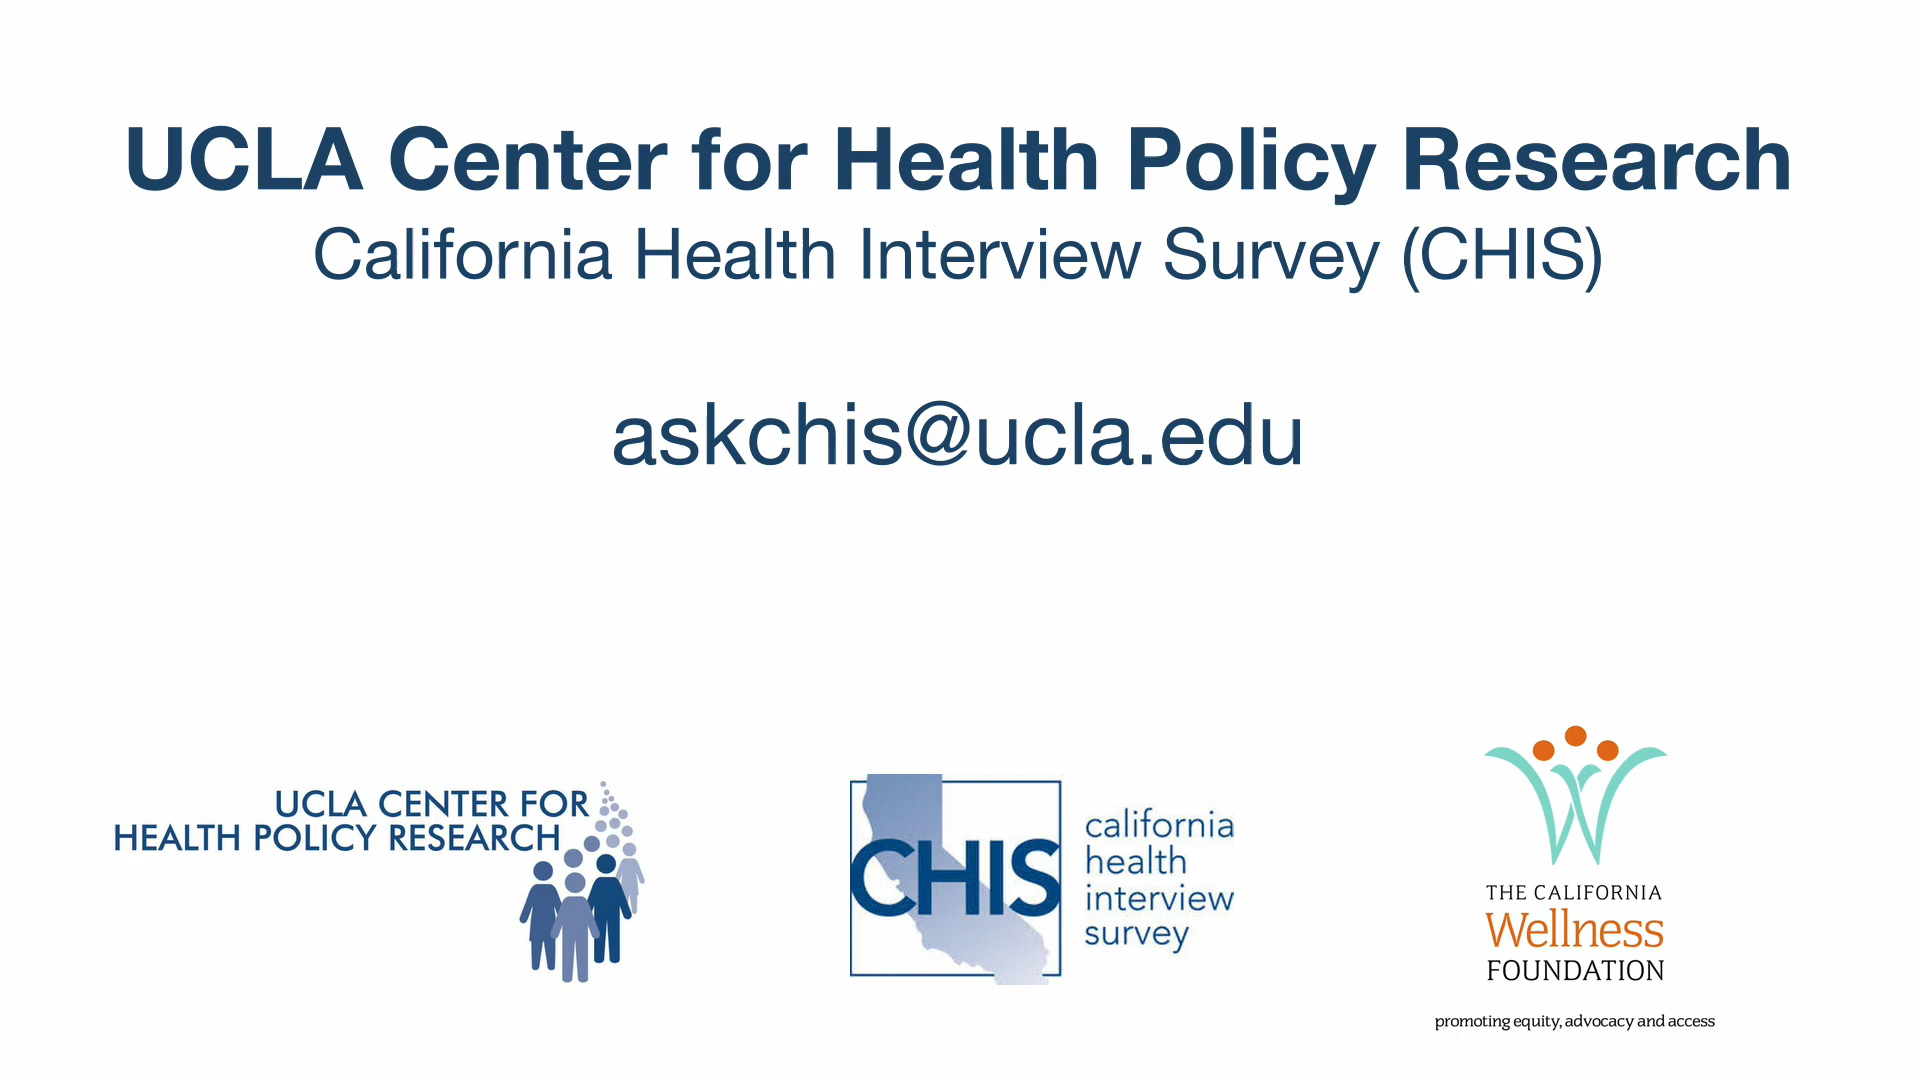 UCLA Center for Health Policy Research
California Health Interview Survey (CHIS)
askchis@ucla.edu
UCLA CENTER FOR
HEALTH POLICY RESEARCH
CHIS
california
health
interview
survey
THE CALIFORNIA
Wellness
FOUNDATION
promoting equity, advocacy and access